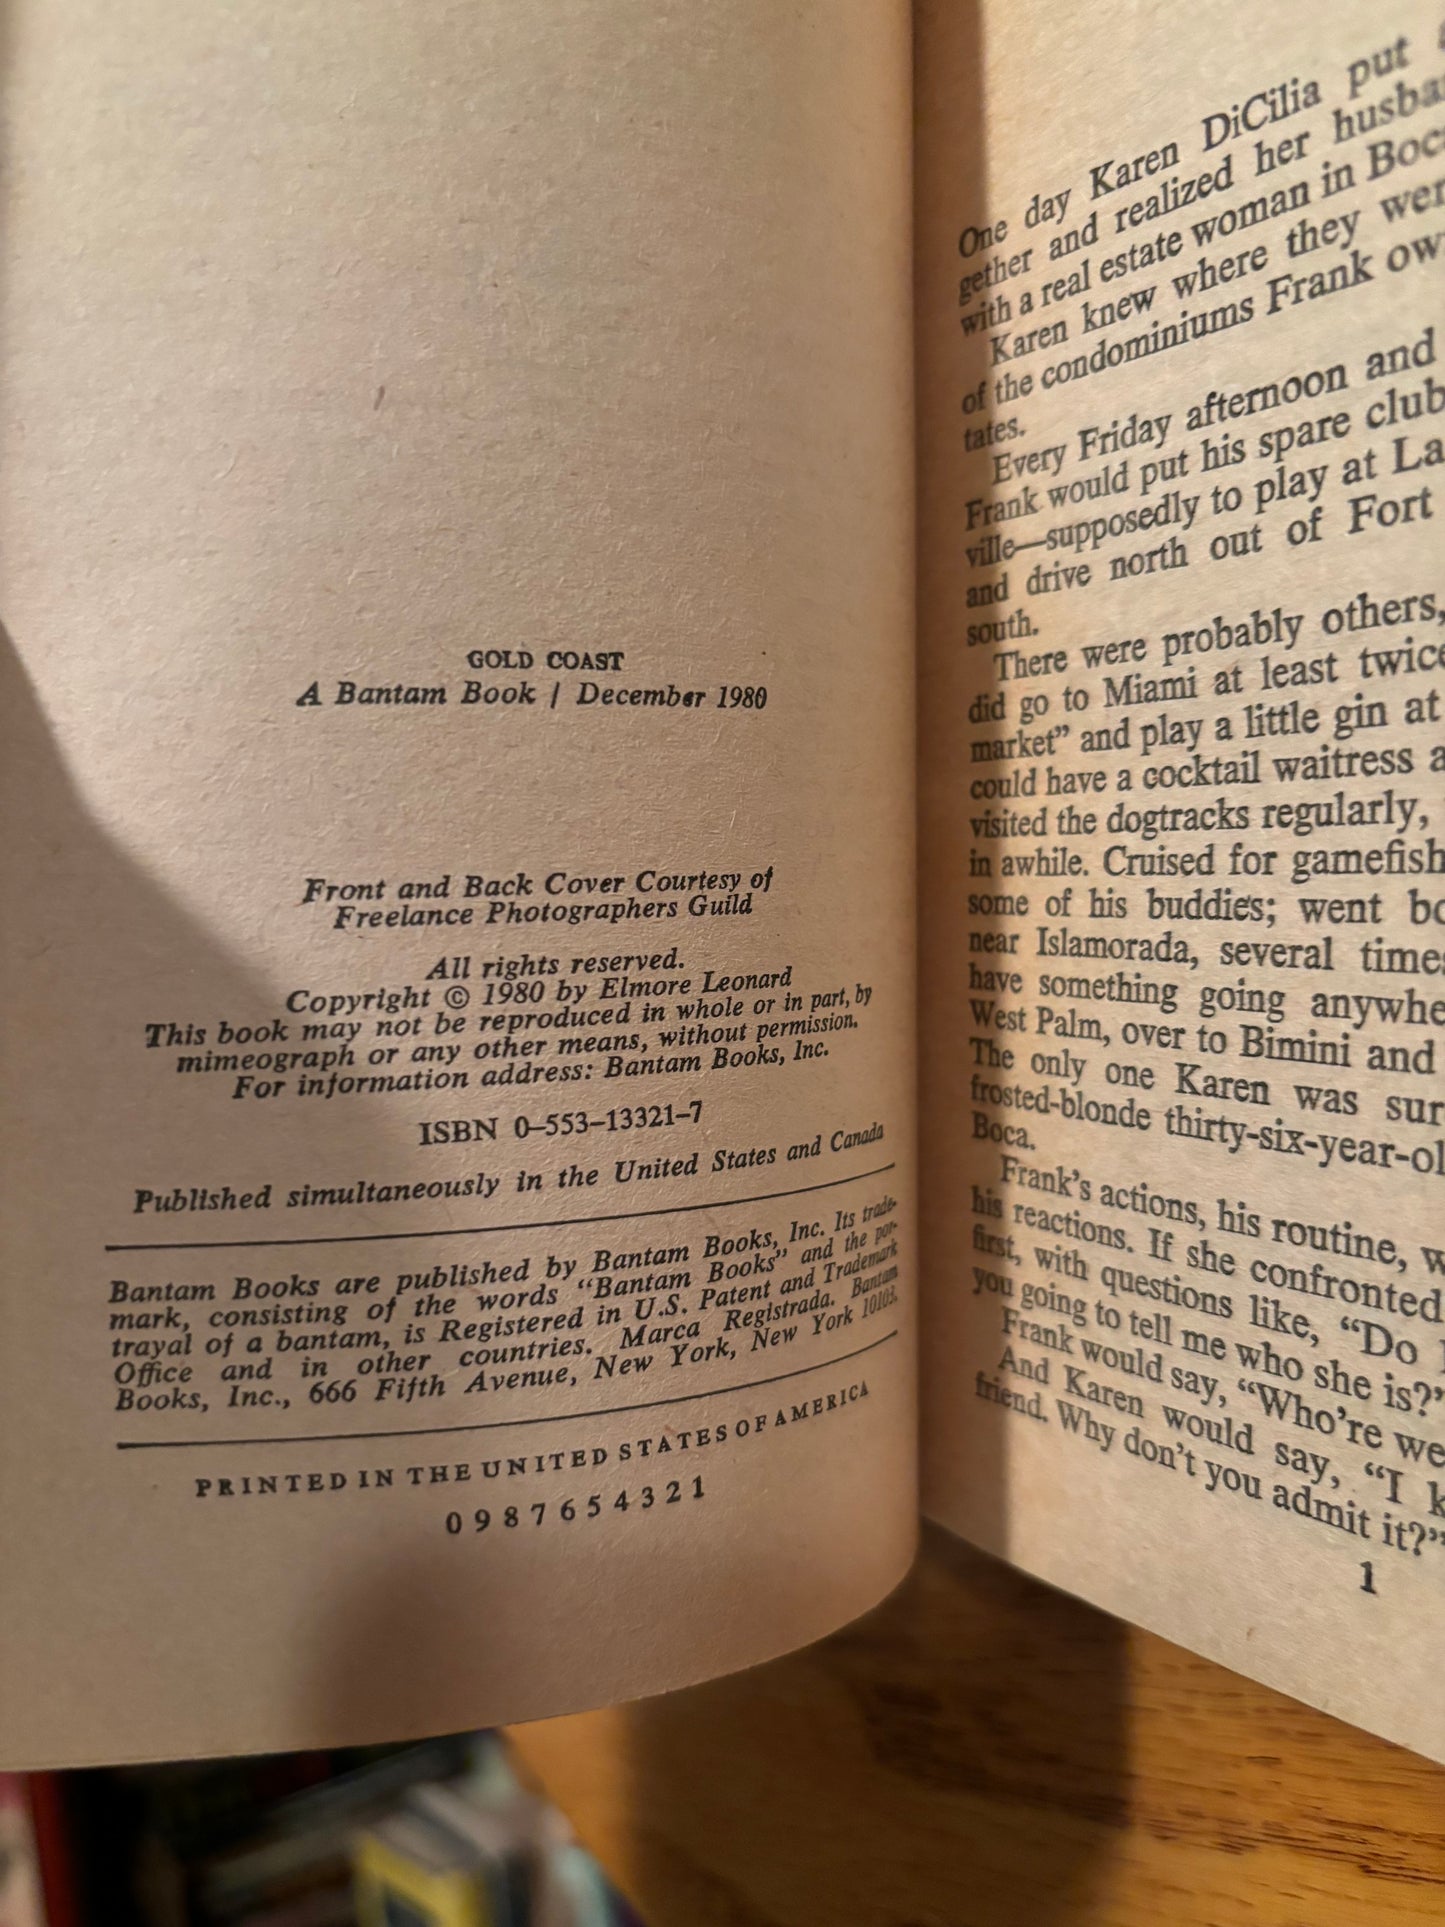 GOLD COAST
A Bantam Book / December 1980
Front and Back Cover Courtesy of
Freelance Photographers Guild
All rights reserved.
Copyright © 1980 by Elmore Leonard
This book may not be reproduced in whole or in part, by
mimeograph or any other means, without permission.
For information address: Bantam Books, Inc.
ISBN 0–553–13321–7
Published simultaneously in the United States and Canada
Bantam Books are published by Bantam Books, Inc. Its trade-
mark, consisting of the words “Bantam Books” and the por-
trayal of a bantam, is Registered in U.S. Patent and Trademark
Office and in other countries. Marca Registrada. Bantam
Books, Inc., 666 Fifth Avenue, New York, New York 10103.
PRINTED IN THE UNITED STATES OF AMERICA
0 9 8 7 6 5 4 3 2 1
One day Karen DiCilia put
gether and realized her husba
with a real estate woman in Boc
Karen knew where they wer
of the condominiums Frank ow
tates.
Every Friday afternoon and
Frank would put his spare club
ville—supposedly to play at La
and drive north out of Fort
south.
There were probably others,
did go to Miami at least twice
market” and play a little gin at
could have a cocktail waitress a
visited the dogtracks regularly,
in awhile. Cruised for gamefish
some of his buddies; went bo
near Islamorada, several times
have something going anywhe
West Palm, over to Bimini and
The only one Karen was sur
frosted-blonde thirty-six-year-ol
Boca.
Frank’s actions, his routine, w
his reactions. If she confronted
first, with questions like, “Do
you going to tell me who she is?”
Frank would say, “Who’re we
And Karen would say, “I k
friend. Why don’t you admit it?”
1